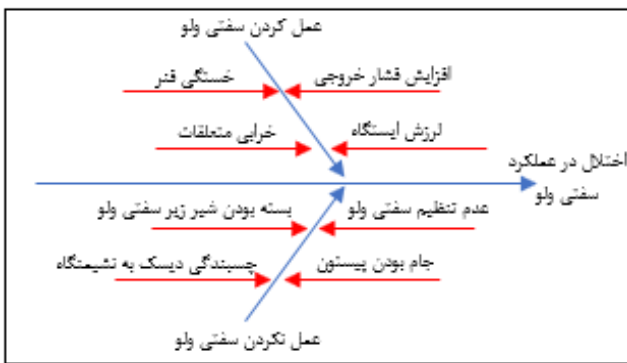 عمل کردن سفتی ولو
افزایش فشار خروجی
خستگی فنر
لرزش ایستگاه
خرابی متعلقات
اختلال در عملکرد
سفتی ولو
عدم تنظیم سفتی ولو
بسته بودن شیر زیر سفتی ولو
جام بودن پیستون
چسبندگی دیسک به نشیمنگاه
عمل نکردن سفتی ولو